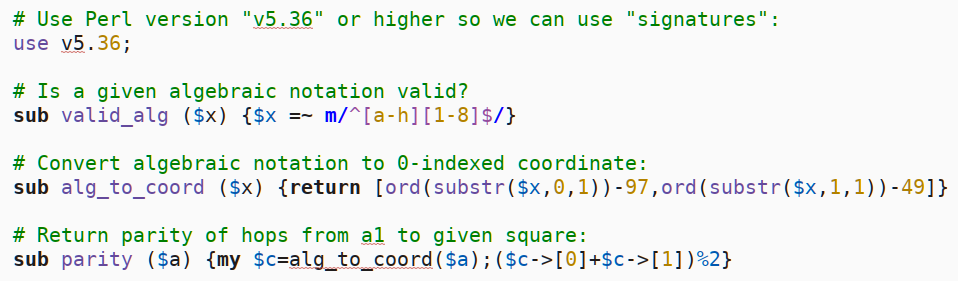 # Use Perl version "v5.36" or higher so we can use "signatures":
use v5.36;
# Is a given algebraic notation valid?
sub valid_alg ($x) {$x =~ m/^[a-h][1-8]$/}
# Convert algebraic notation to 0-indexed coordinate:
sub alg_to_coord ($x) {return [ord(substr($x,0,1))-97,ord(substr($x,1,1))-49]}
# Return parity of hops from a1 to given square:
sub parity ($a) {my $c=alg_to_coord($a);($c->[0]+$c->[1])%2}